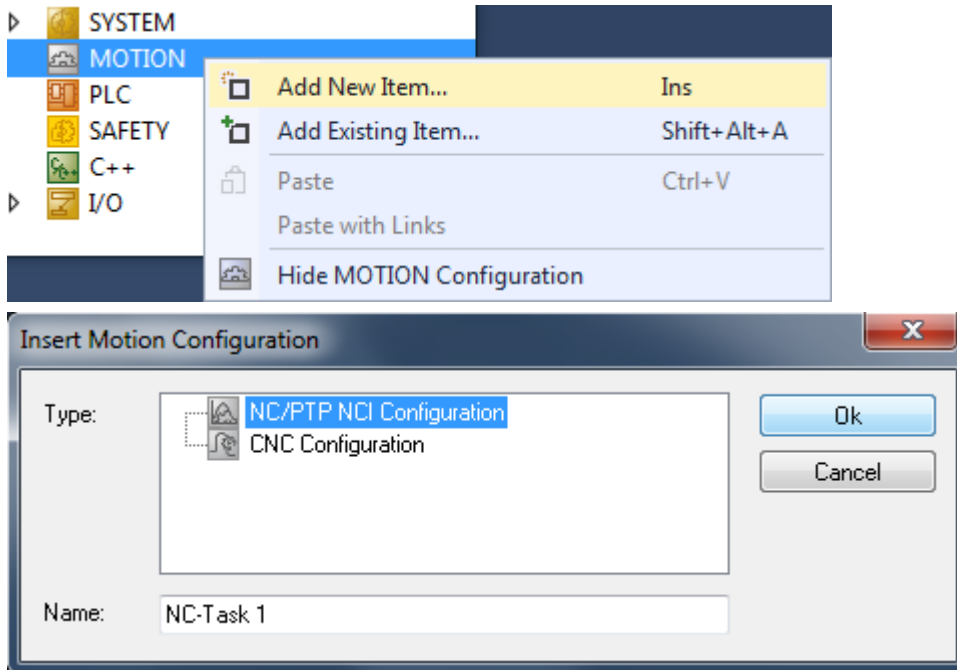 SYSTEM
MOTION
PLC
SAFETY
C++
I/O
Add New Item... Ins
Add Existing Item... Shift+Alt+A
Paste Ctrl+V
Paste with Links
Hide MOTION Configuration
Insert Motion Configuration
Type:
NC/PTP NCI Configuration
CNC Configuration
Ok
Cancel
Name:
NC-Task 1